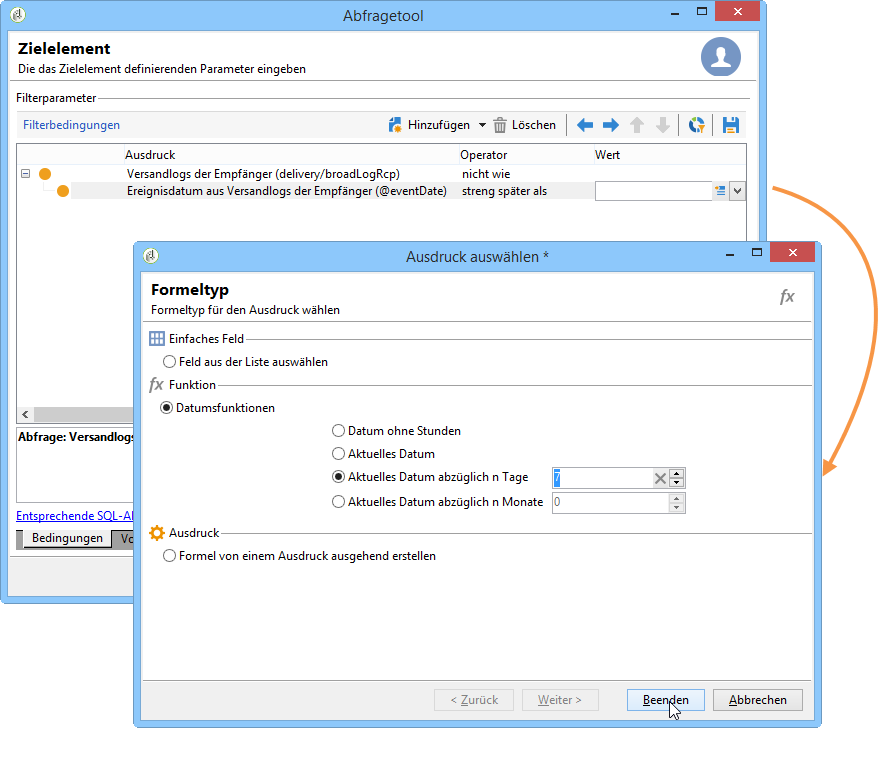 Abfragetool
Zielelement
Die das Zielelement definierenden Parameter eingeben
Filterparameter
Filterbedingungen Hinzufügen Löschen
Ausdruck Operator Wert
Versandlogs der Empfänger (delivery/broadLogRcp) nicht wie
Ereignisdatum aus Versandlogs der Empfänger (@eventDate) streng später als
Abfrage: Versandlogs
Entsprechende SQL-A
Bedingungen Vo
Ausdruck auswählen *
Formeltyp
Formeltyp für den Ausdruck wählen
fx
Einfaches Feld
Feld aus der Liste auswählen
fx Funktion
Datumsfunktionen
Datum ohne Stunden
Aktuelles Datum
Aktuelles Datum abzüglich n Tage 7
Aktuelles Datum abzüglich n Monate 0
Ausdruck
Formel von einem Ausdruck ausgehend erstellen
< Zurück Weiter > Beenden Abbrechen